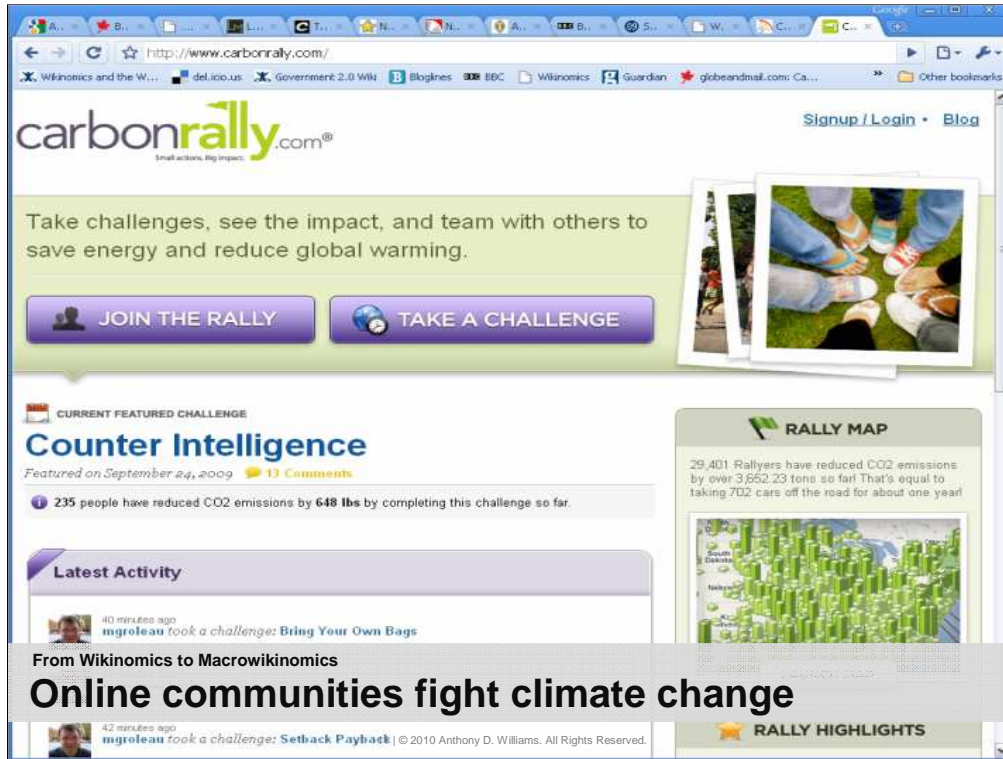 Google
A..
B..
...
L...
T...
N..
N..
A..
B..
S..
W.
C..
C..
http://www.carbonrally.com/
Wikinomics and the W... del.icio.us Government 2.0 Wiki Bloglines BBC Wikinomics Guardian globeandmail.com: Ca... » Other bookmarks
carbonrally.com®
Small actions. Big impact.
Signup / Login • Blog
Take challenges, see the impact, and team with others to
save energy and reduce global warming.
JOIN THE RALLY
TAKE A CHALLENGE
CURRENT FEATURED CHALLENGE
Counter Intelligence
Featured on September 24, 2009 13 Comments
235 people have reduced CO2 emissions by 648 lbs by completing this challenge so far.
Latest Activity
40 minutes ago
mgroleau took a challenge: Bring Your Own Bags
RALLY MAP
29,401 Rallyers have reduced CO2 emissions
by over 3,652.23 tons so far! That's equal to
taking 702 cars off the road for about one year!
South
Dakota
From Wikinomics to Macrowikinomics
Online communities fight climate change
42 minutes ago
mgroleau took a challenge: Setback Payback
| © 2010 Anthony D. Williams. All Rights Reserved.
RALLY HIGHLIGHTS